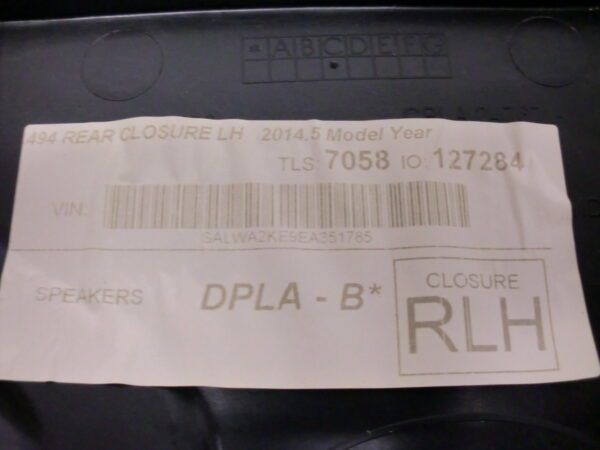 *ABCDEFG
494 REAR CLOSURE LH 2014.5 Model Year
TLS: 7058 IO: 127284
VIN:
SALWA2KE9EA351785
SPEAKERS DPLA - B*
CLOSURE
RLH